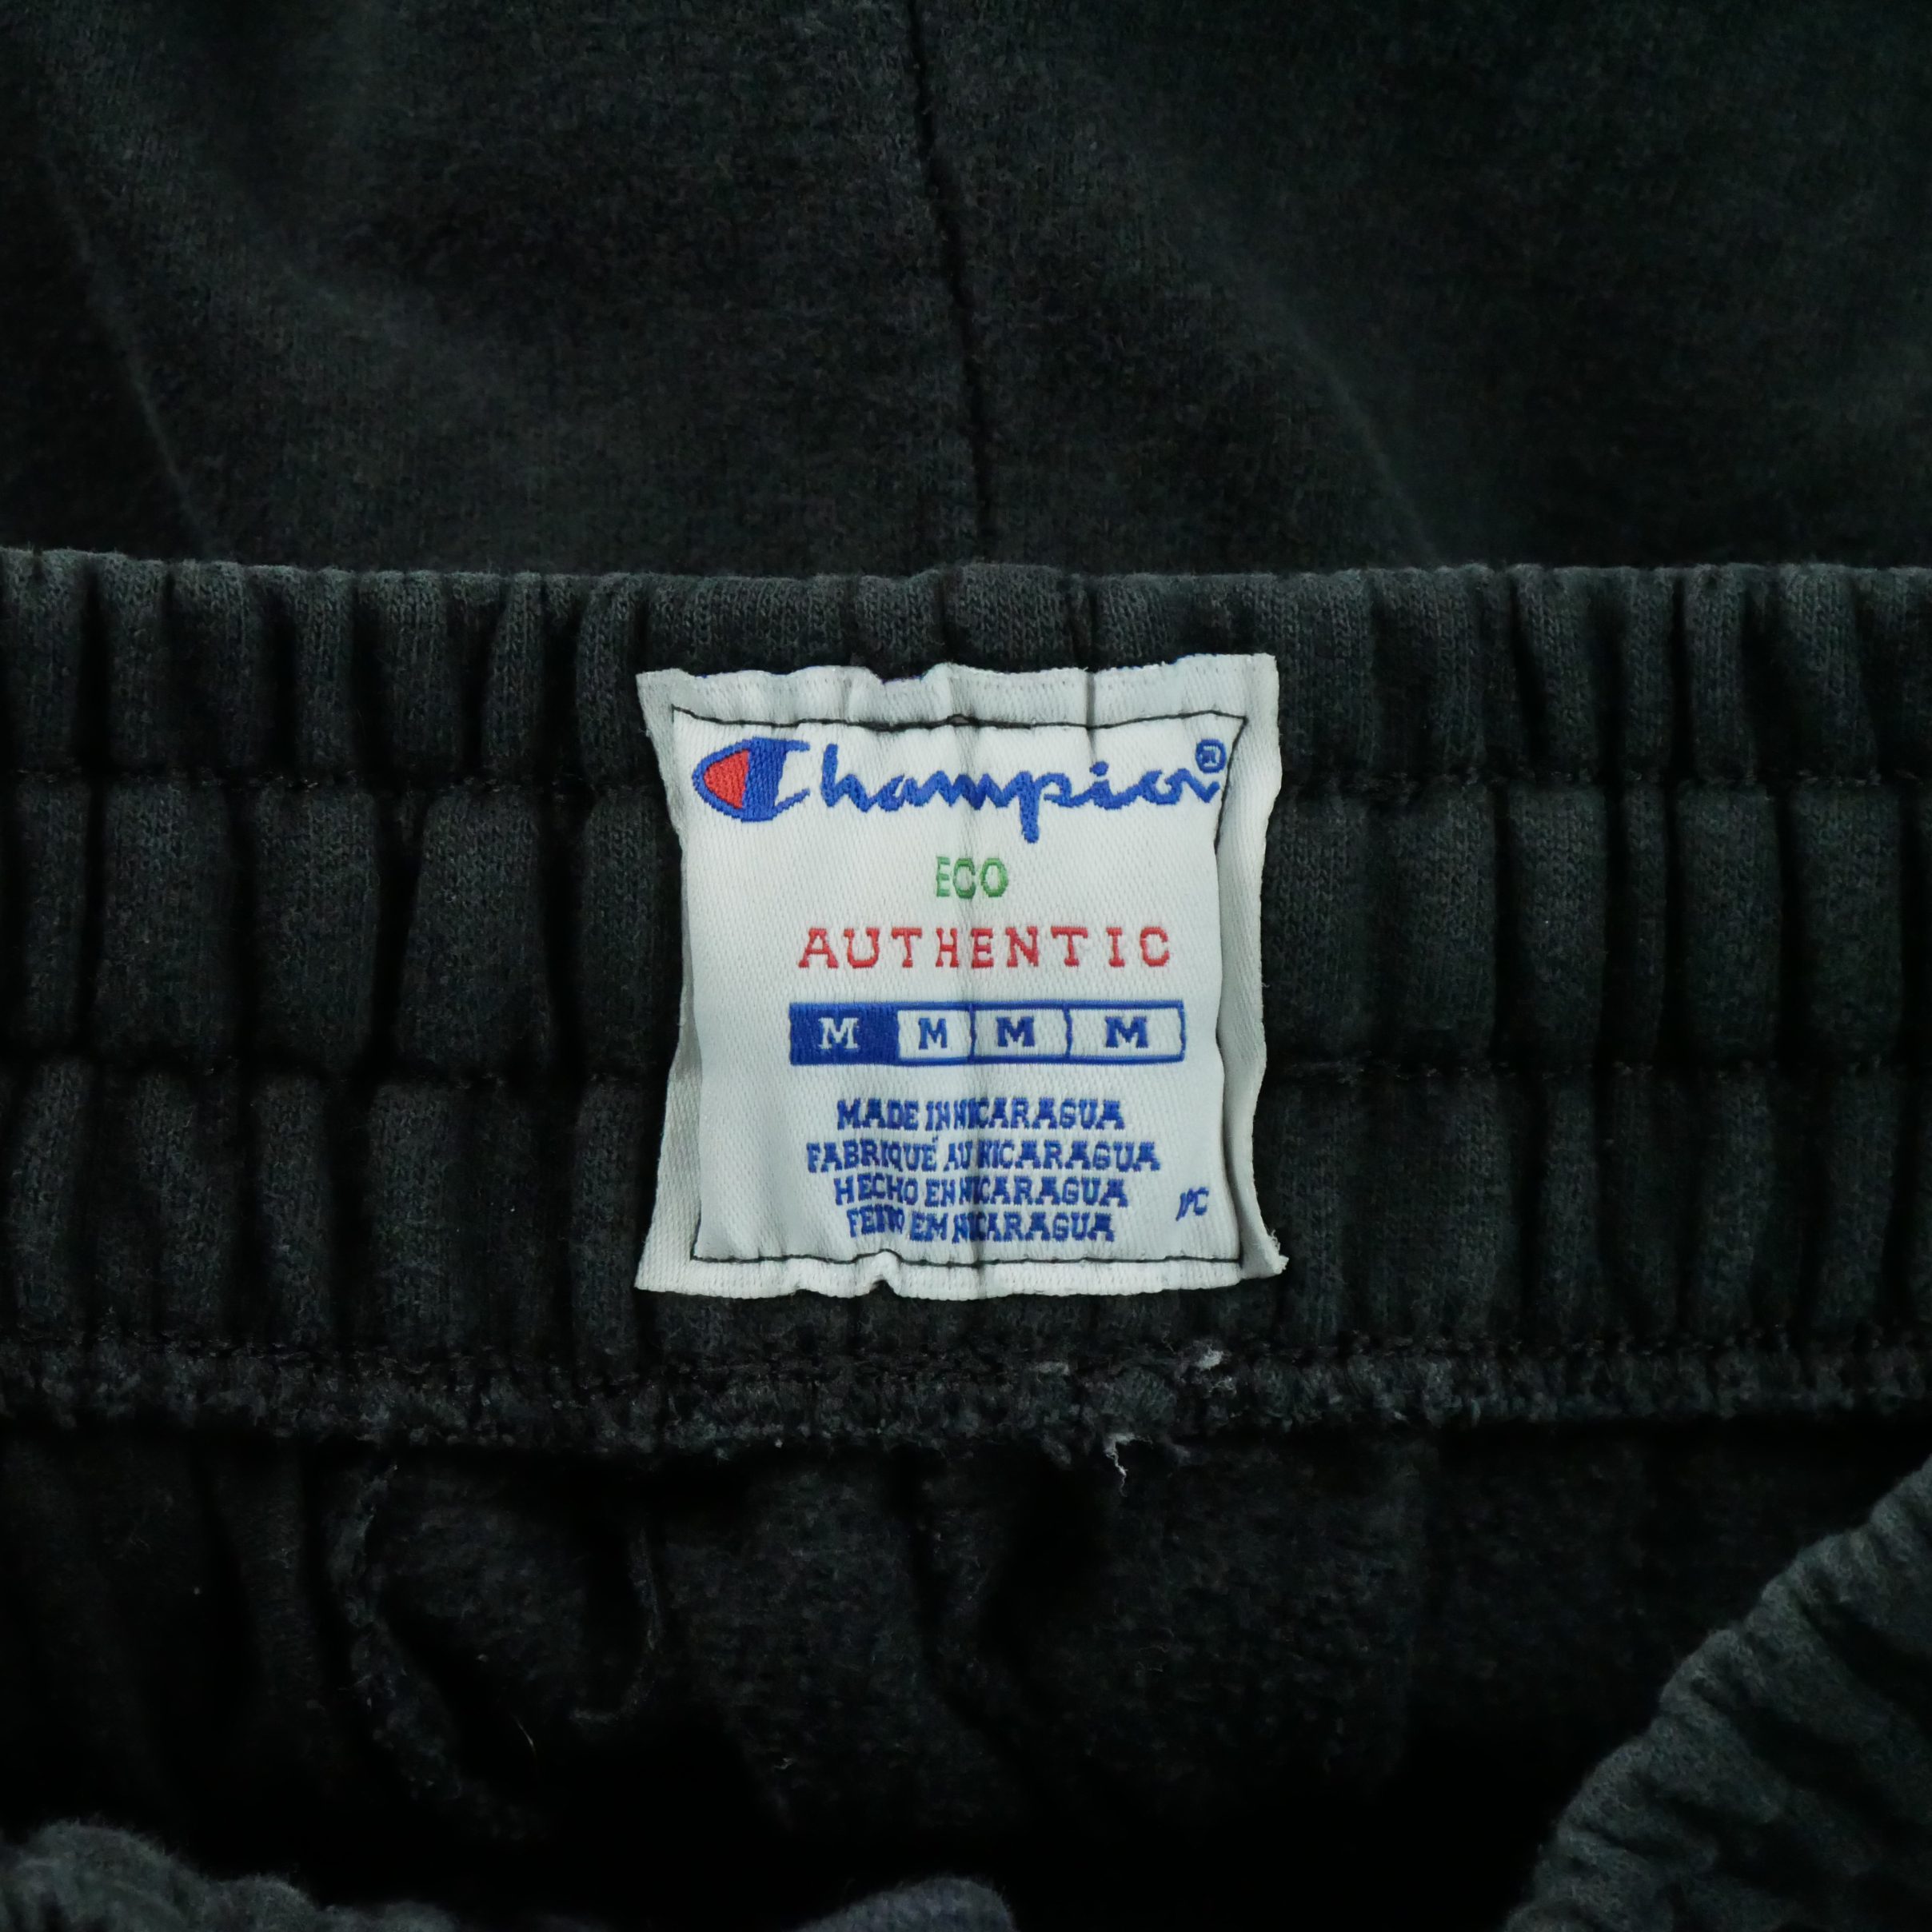 Champion®
ECO
AUTHENTIC
M M M M
MADE IN NICARAGUA
FABRIQUÉ AU NICARAGUA
HECHO EN NICARAGUA
FEITO EM NICARAGUA